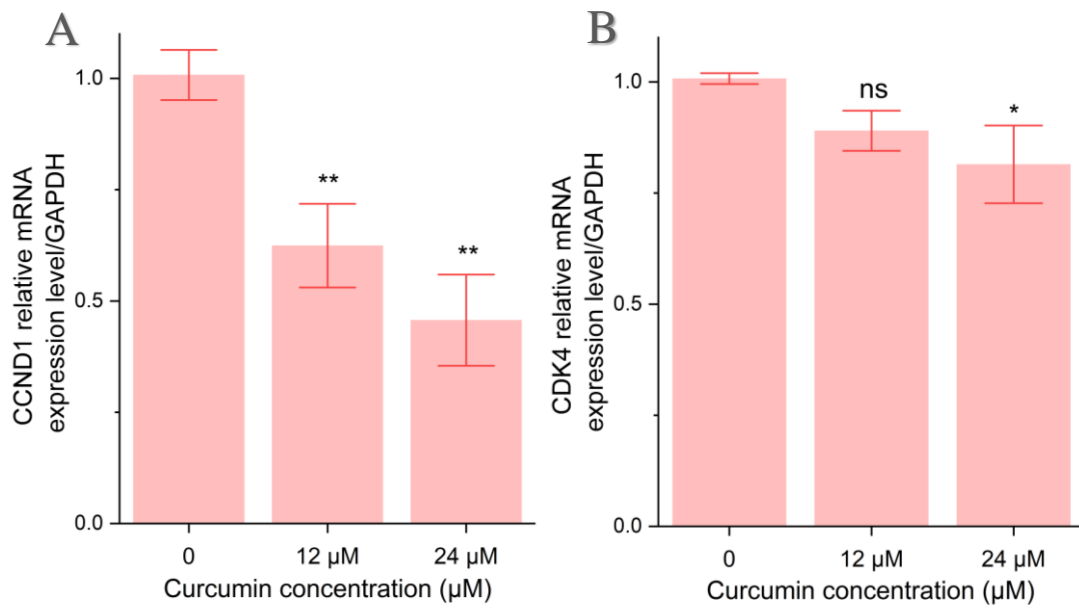 A
CCND1 relative mRNA
expression level/GAPDH
1.0
0.5
0.0
**
**
0
12 µM
24 µM
Curcumin concentration (µM)
B
CDK4 relative mRNA
expression level/GAPDH
1.0
0.5
0.0
ns
*
0
12 µM
24 µM
Curcumin concentration (µM)